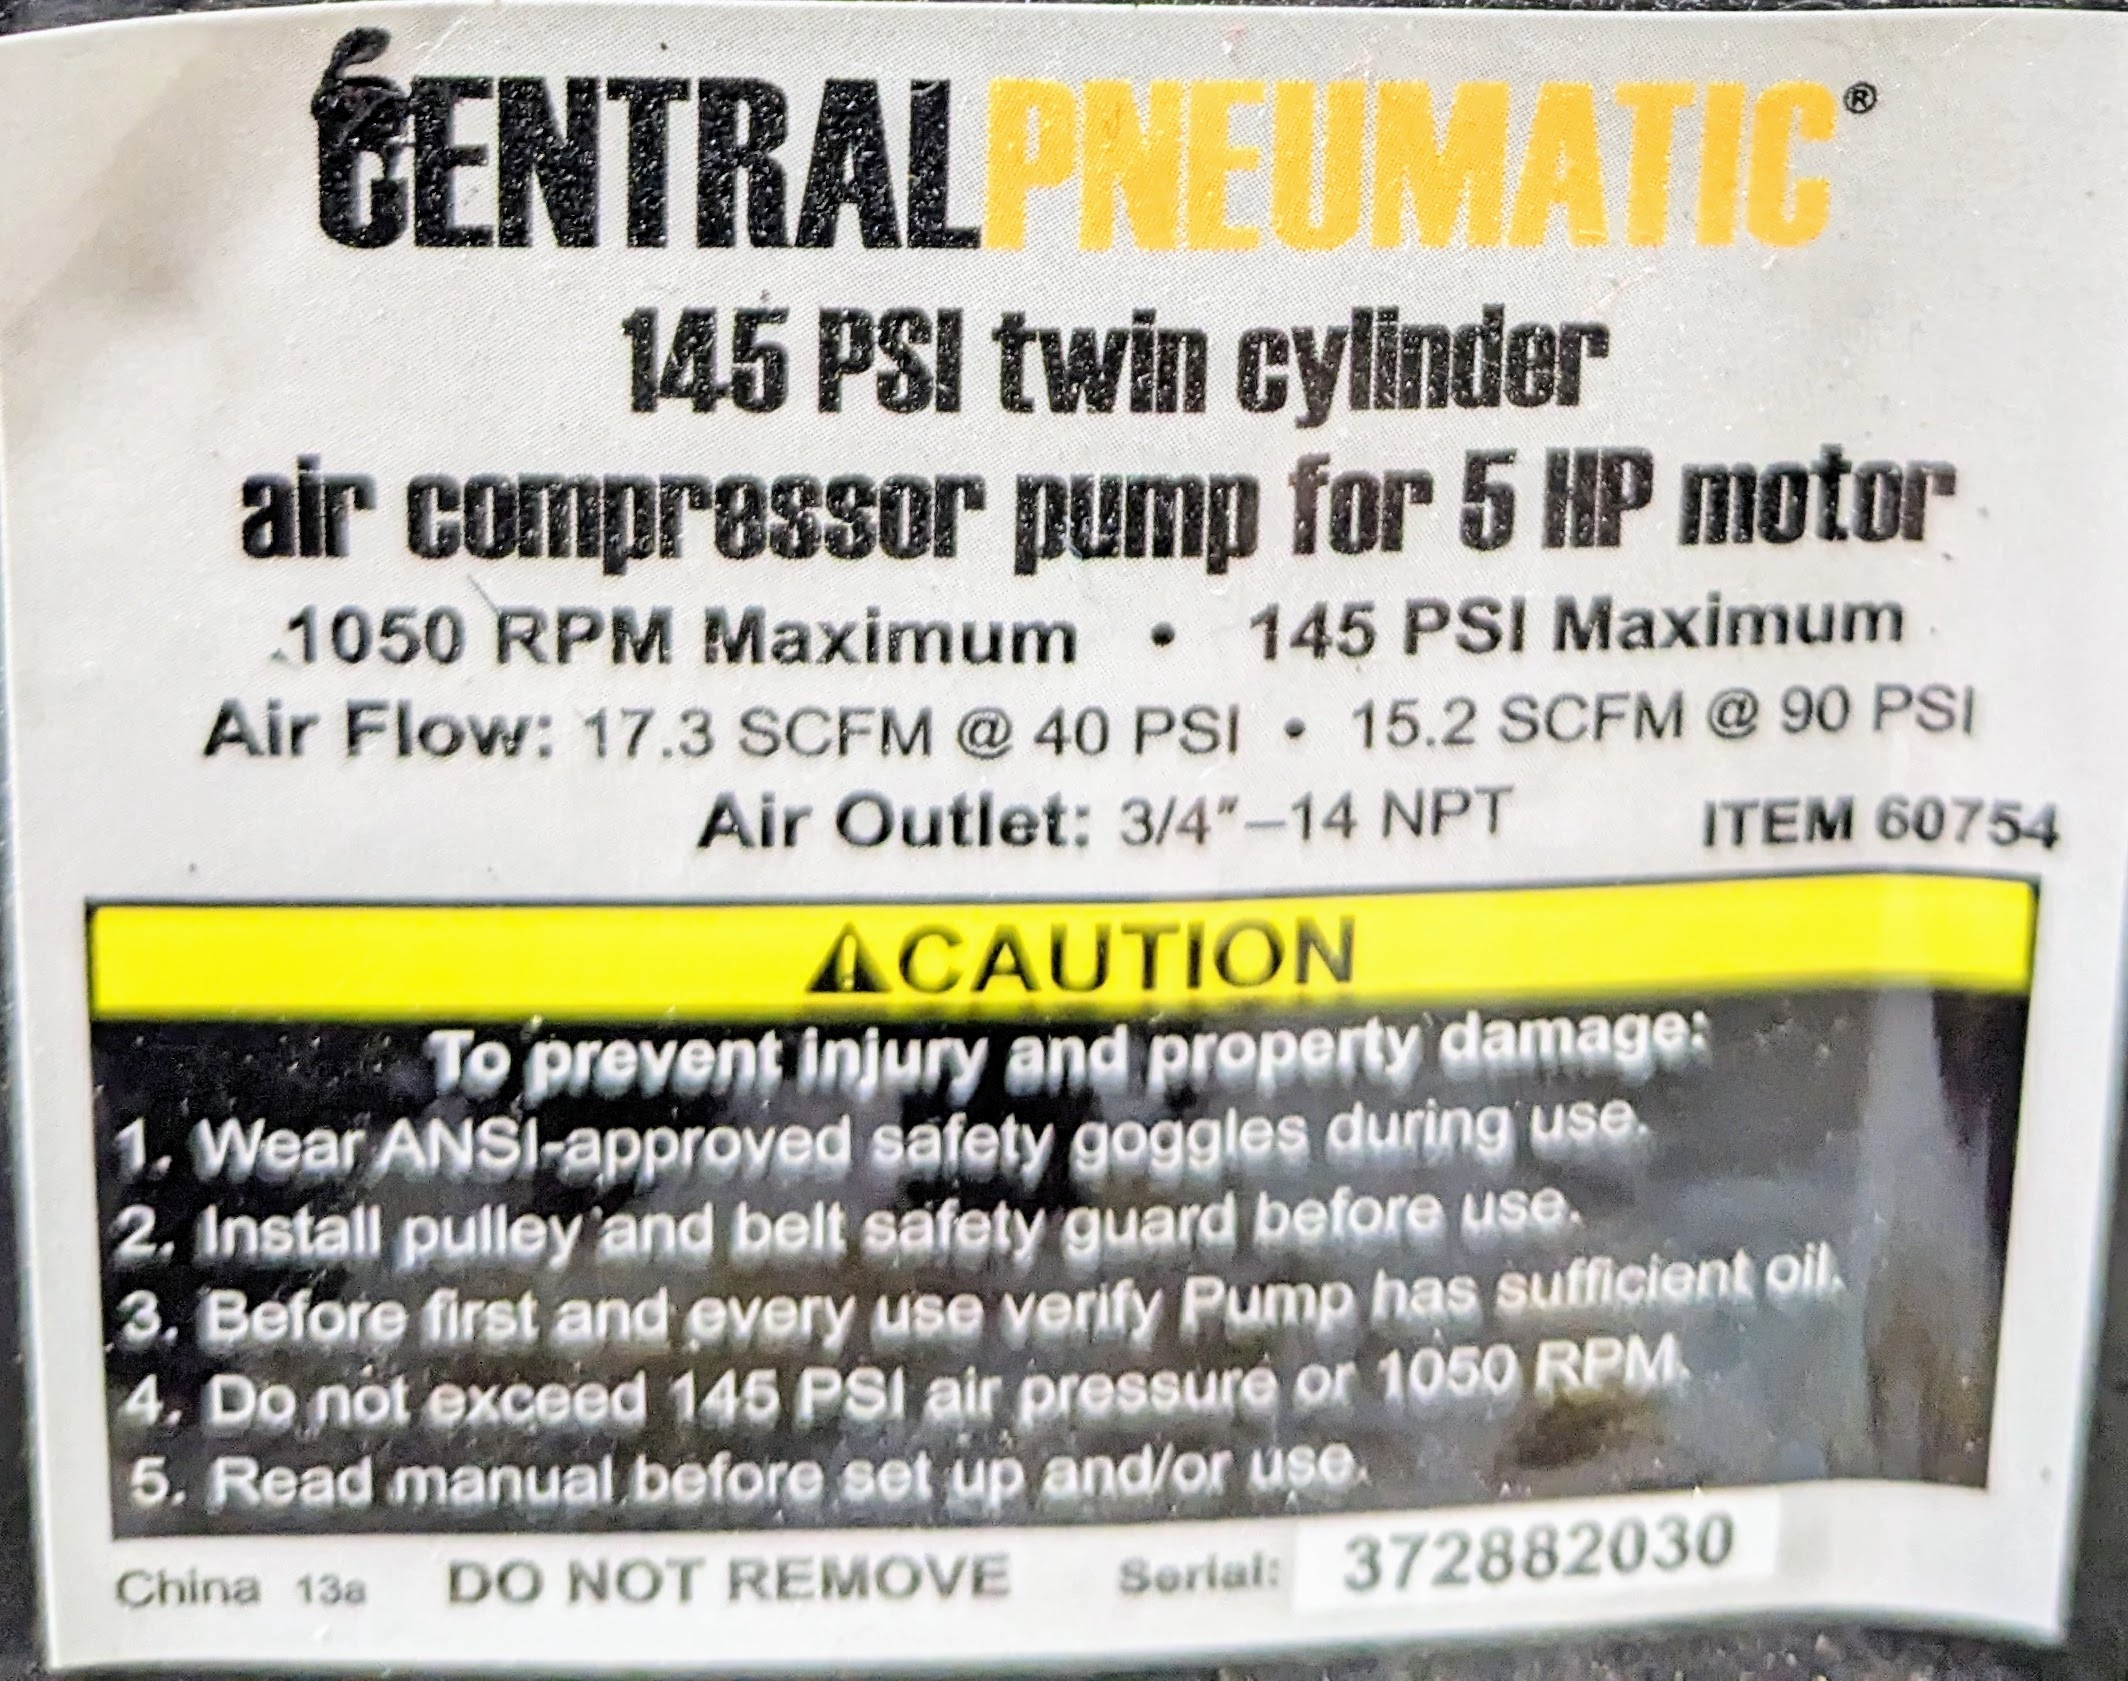 CENTRALPNEUMATIC®
145 PSI twin cylinder
air compressor pump for 5 HP motor
1050 RPM Maximum • 145 PSI Maximum
Air Flow: 17.3 SCFM @ 40 PSI • 15.2 SCFM @ 90 PSI
Air Outlet: 3/4″–14 NPT ITEM 60754
⚠CAUTION
To prevent injury and property damage:
1. Wear ANSI-approved safety goggles during use.
2. Install pulley and belt safety guard before use.
3. Before first and every use verify Pump has sufficient oil.
4. Do not exceed 145 PSI air pressure or 1050 RPM.
5. Read manual before set up and/or use.
China 13a DO NOT REMOVE Serial: 372882030